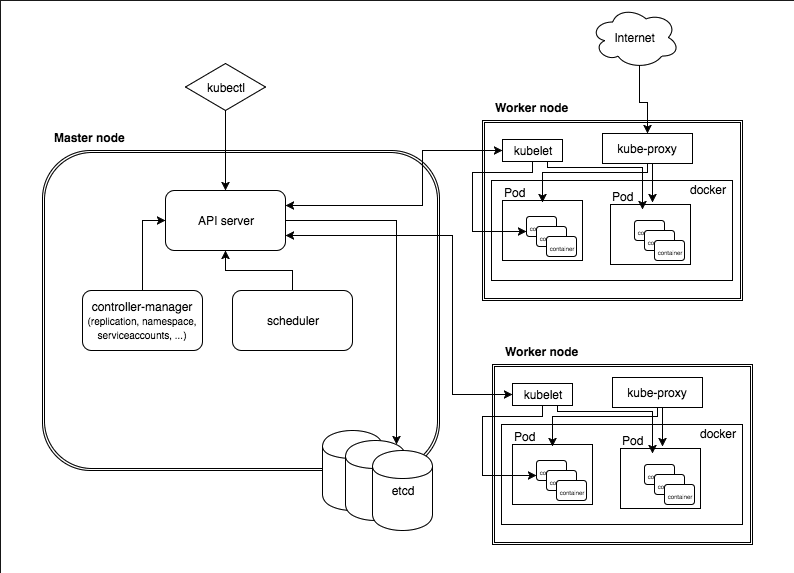 Internet
kubectl
Worker node
Master node
kubelet
kube-proxy
docker
Pod
Pod
API server
container
container
controller-manager
(replication, namespace,
serviceaccounts, ...)
scheduler
Worker node
kubelet
kube-proxy
docker
Pod
Pod
container
container
etcd